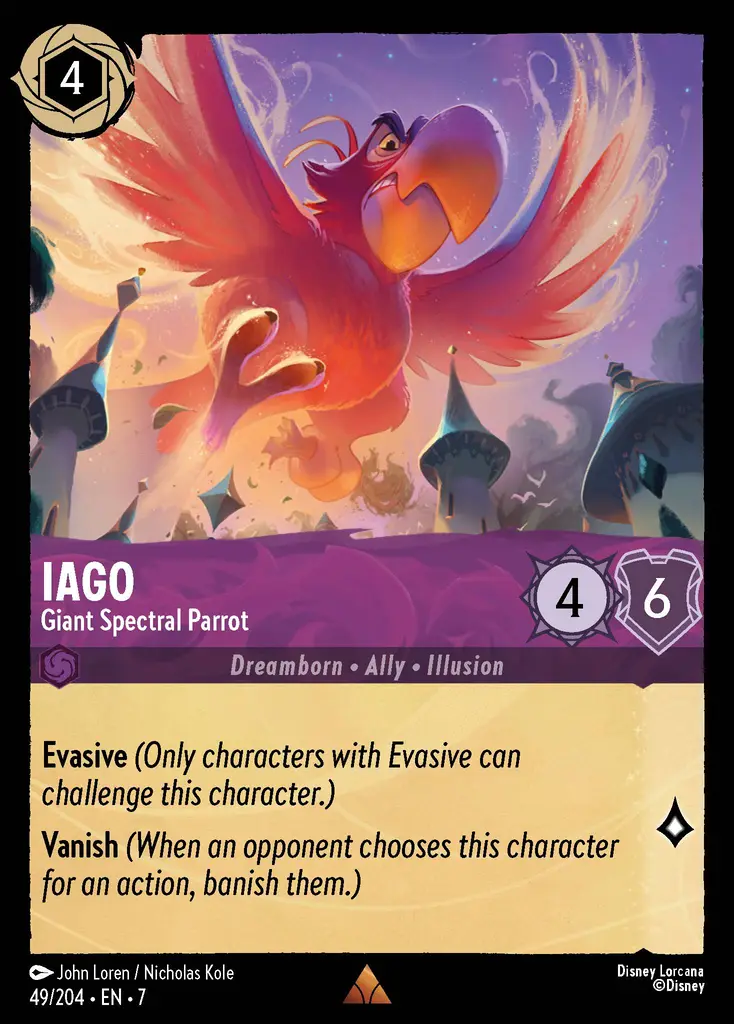 4
IAGO
Giant Spectral Parrot
4
6
Dreamborn • Ally • Illusion
Evasive (Only characters with Evasive can
challenge this character.)
Vanish (When an opponent chooses this character
for an action, banish them.)
John Loren / Nicholas Kole
49/204 • EN • 7
Disney Lorcana
©Disney